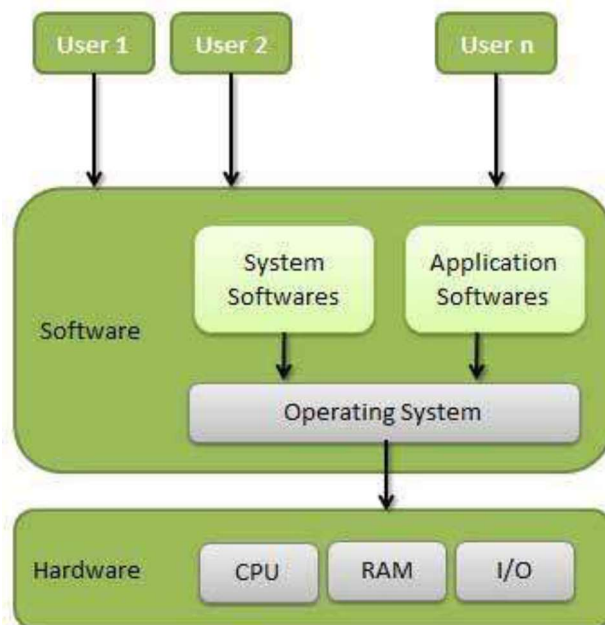 User 1
User 2
User n
System
Softwares
Application
Softwares
Software
Operating System
Hardware
CPU
RAM
I/O